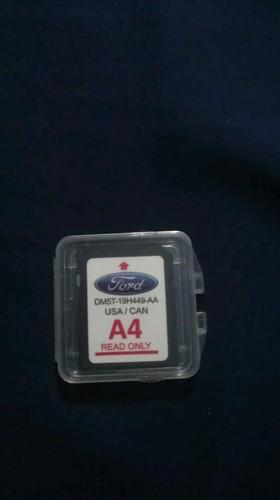 Ford
DM5T-19H449-AA
USA / CAN
A4
READ ONLY